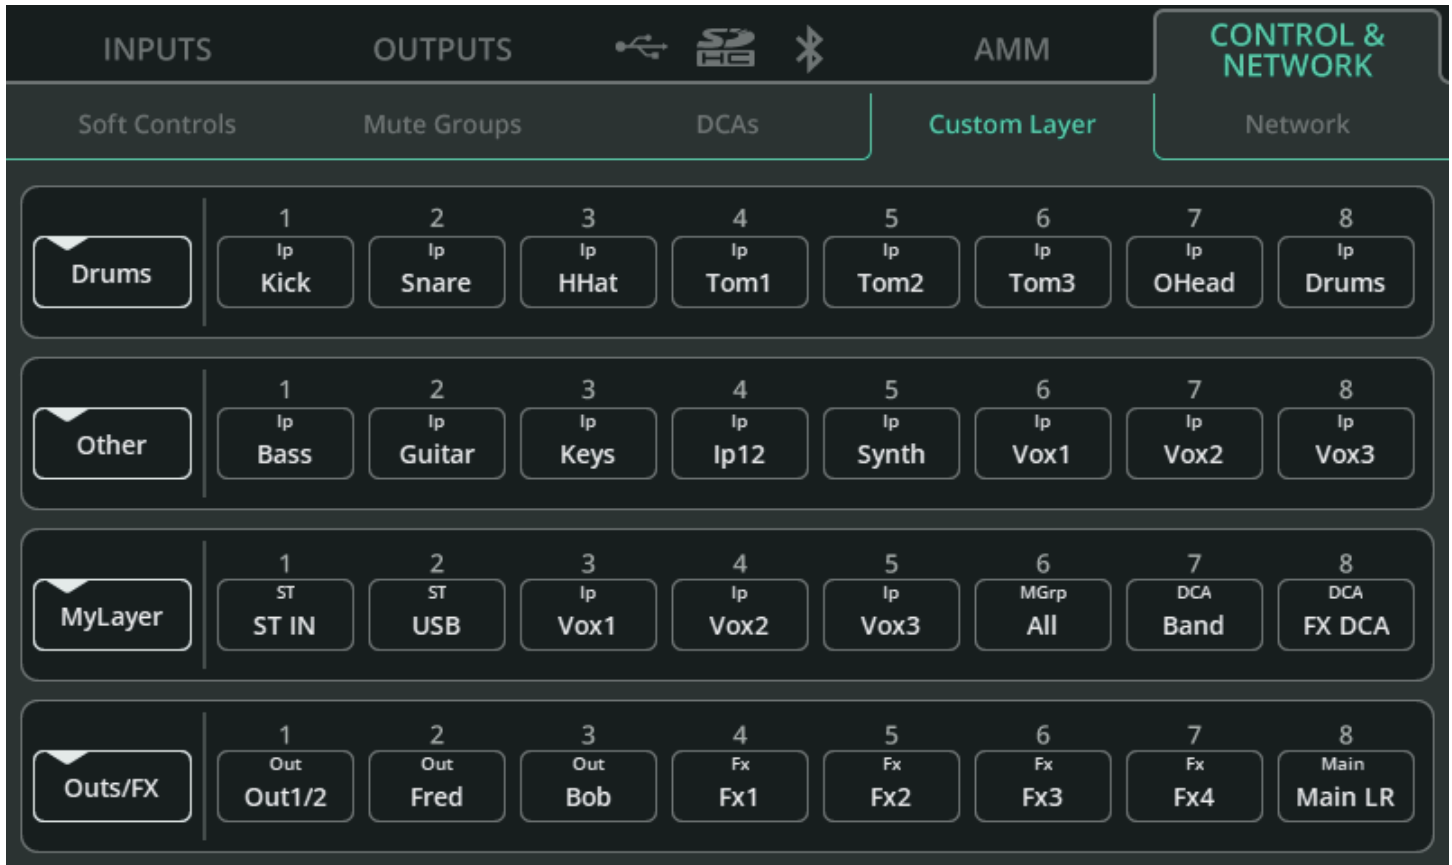 INPUTS OUTPUTS SD HC AMM CONTROL &
NETWORK
Soft Controls Mute Groups DCAs Custom Layer Network
1 2 3 4 5 6 7 8
Ip Ip Ip Ip Ip Ip Ip Ip
Drums Kick Snare HHat Tom1 Tom2 Tom3 OHead Drums
1 2 3 4 5 6 7 8
Ip Ip Ip Ip Ip Ip Ip Ip
Other Bass Guitar Keys Ip12 Synth Vox1 Vox2 Vox3
1 2 3 4 5 6 7 8
ST ST Ip Ip Ip MGrp DCA DCA
MyLayer ST IN USB Vox1 Vox2 Vox3 All Band FX DCA
1 2 3 4 5 6 7 8
Out Out Out Fx Fx Fx Fx Main
Outs/FX Out1/2 Fred Bob Fx1 Fx2 Fx3 Fx4 Main LR